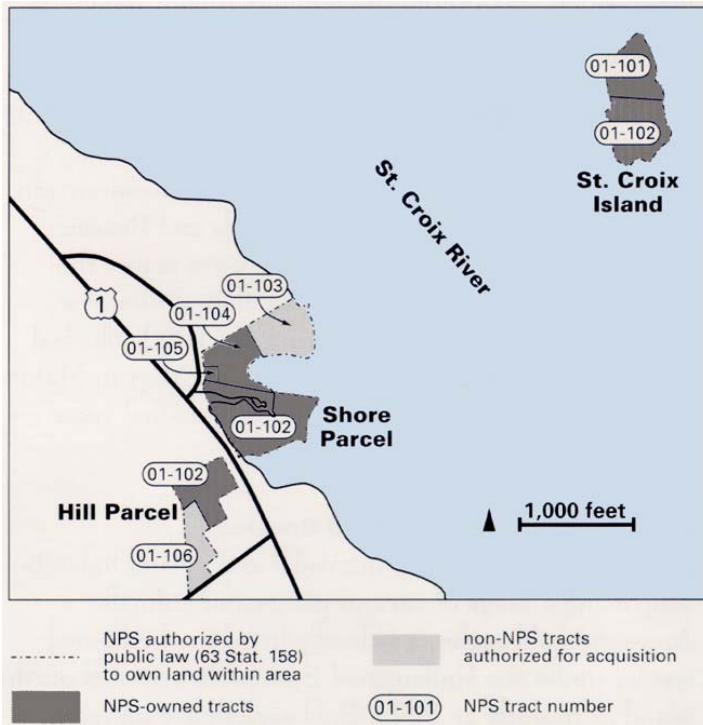 01-101
01-102
St. Croix
Island
St. Croix River
01-103
1
01-104
01-105
01-102
Shore
Parcel
01-102
Hill Parcel
01-106
1,000 feet
NPS authorized by
public law (63 Stat. 158)
to own land within area
non-NPS tracts
authorized for acquisition
NPS-owned tracts
01-101
NPS tract number